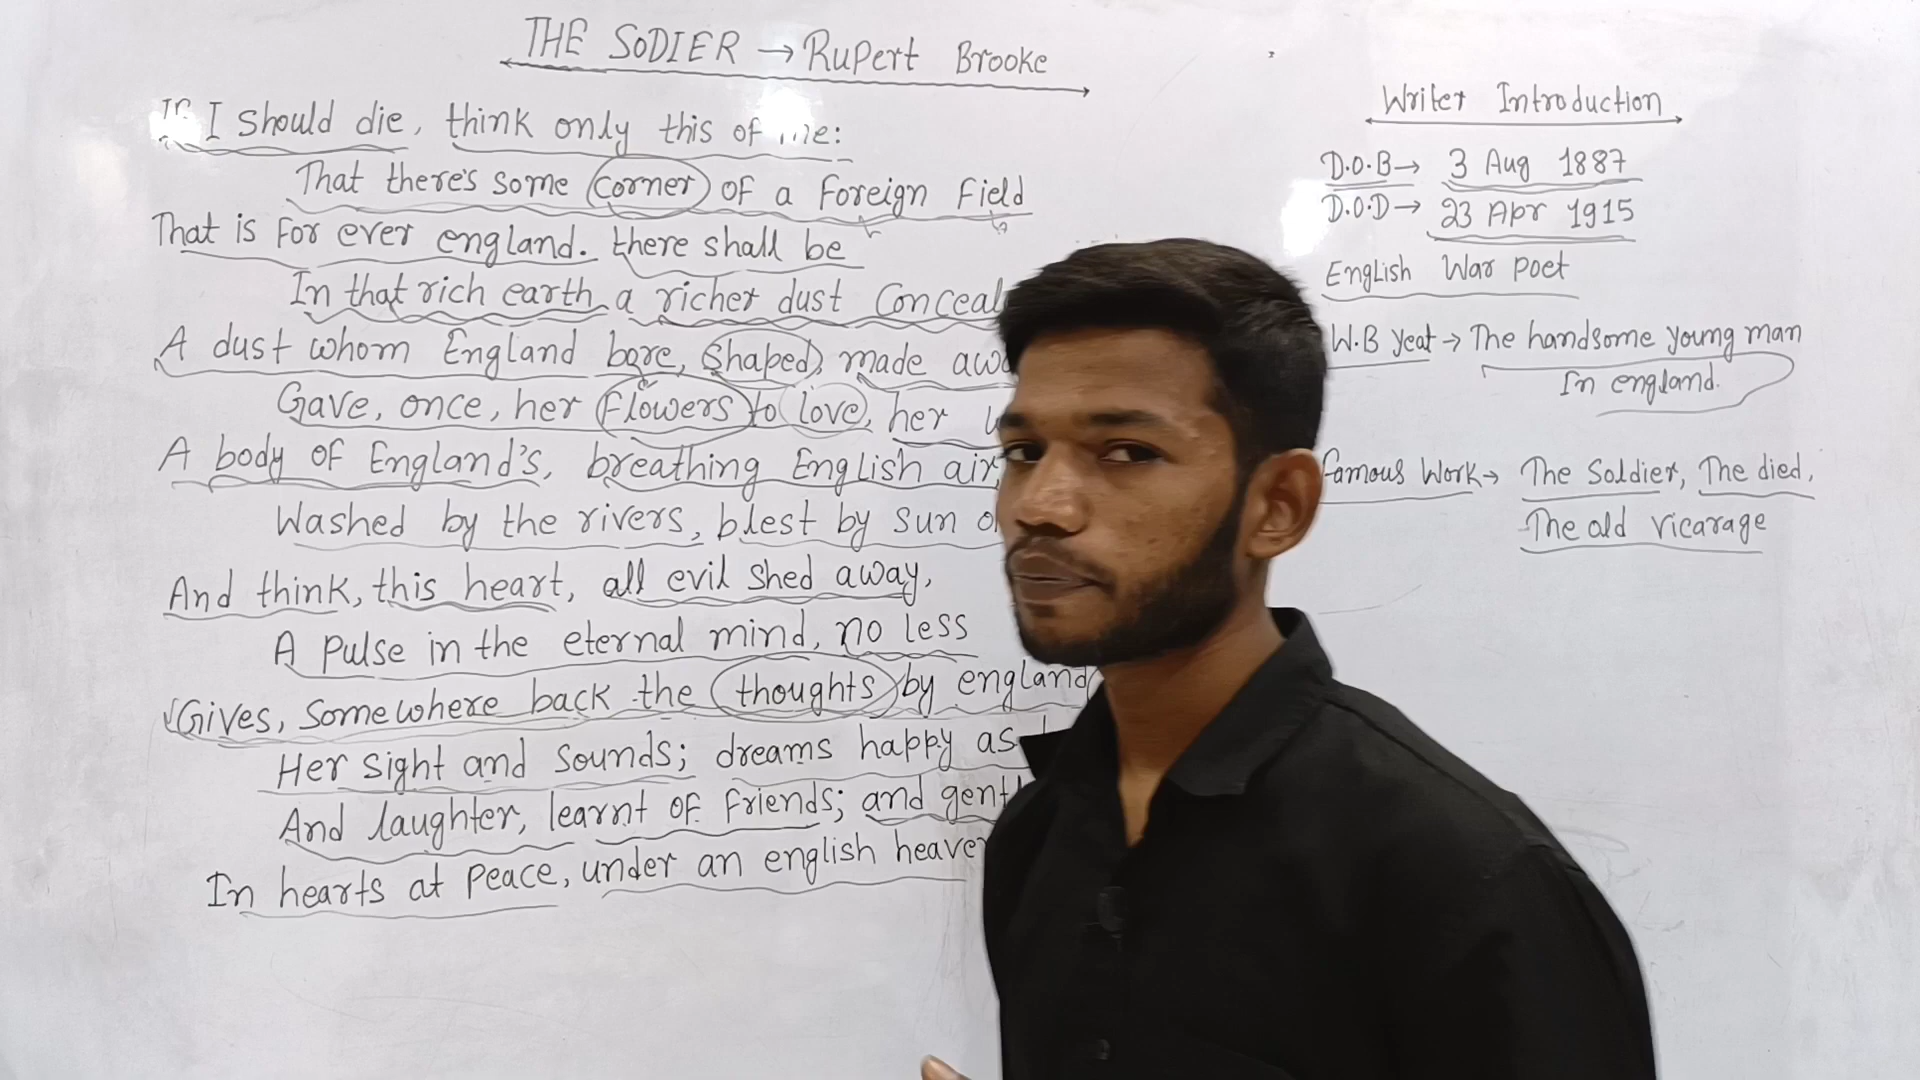 THE SODIER → Rupert Brooke
If I should die, think only this of me:
That there's some corner of a foreign field
That is for ever england. there shall be
In that rich earth a richer dust Conceal
A dust whom England bore, shaped, made
Gave, once, her flowers to love, her
A body of England's, breathing English air,
Washed by the rivers, blest by sun
And think, this heart, all evil shed away,
A pulse in the eternal mind, no less
Gives, somewhere back the thoughts by england
Her sight and sounds; dreams happy as
And laughter, learnt of friends; and
In hearts at peace, under an english
Writer Introduction
D.O.B → 3 Aug 1887
D.O.D → 23 Apr 1915
English War poet
W.B yeat → The handsome young man
In england.
famous Work → The Soldier, The died,
The old vicarage